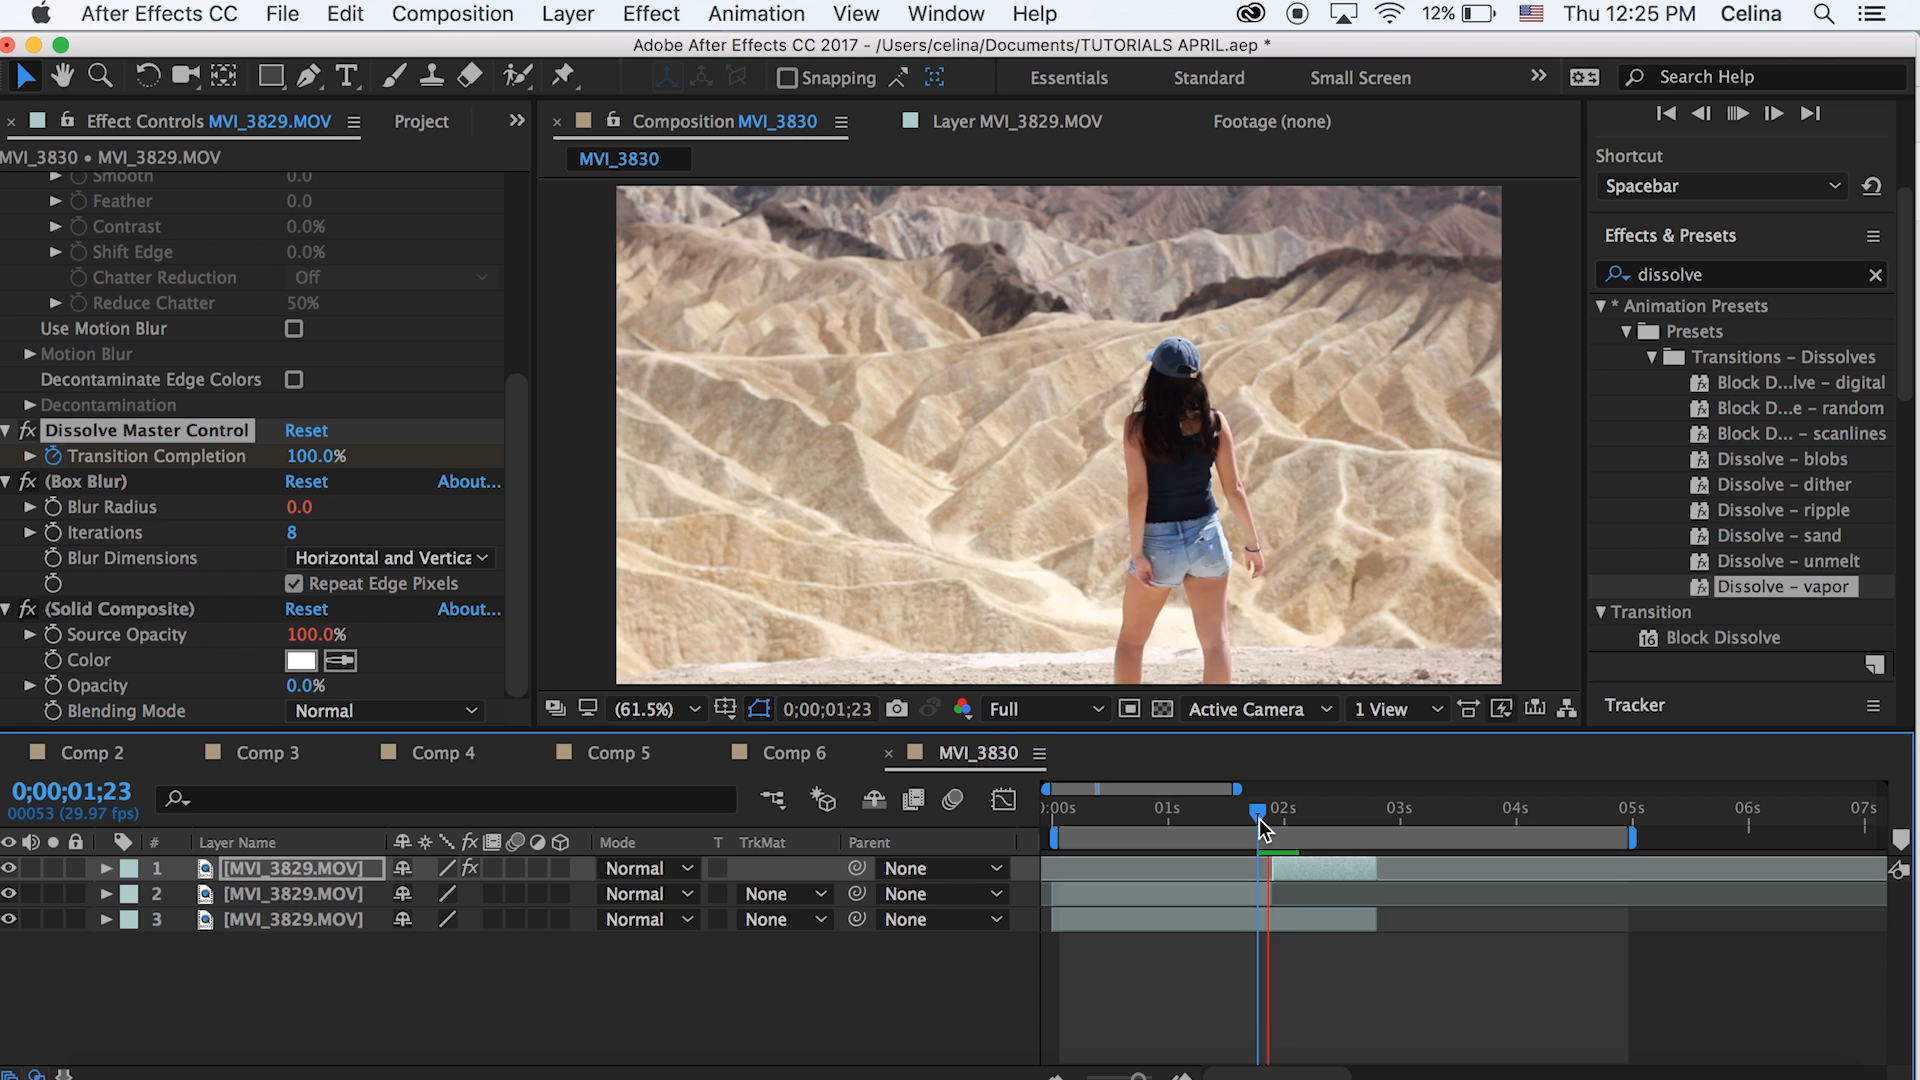 After Effects CC File Edit Composition Layer Effect Animation View Window Help 12% Thu 12:25 PM Celina
Adobe After Effects CC 2017 - /Users/celina/Documents/TUTORIALS APRIL.aep *
Snapping Essentials Standard Small Screen Search Help
Effect Controls MVI_3829.MOV Project
MVI_3830 • MVI_3829.MOV
Smooth 0.0
Feather 0.0
Contrast 0.0%
Shift Edge 0.0%
Chatter Reduction Off
Reduce Chatter 50%
Use Motion Blur
Motion Blur
Decontaminate Edge Colors
Decontamination
fx Dissolve Master Control Reset
Transition Completion 100.0%
fx (Box Blur) Reset About...
Blur Radius 0.0
Iterations 8
Blur Dimensions Horizontal and Vertica
Repeat Edge Pixels
fx (Solid Composite) Reset About...
Source Opacity 100.0%
Color
Opacity 0.0%
Blending Mode Normal
Composition MVI_3830 Layer MVI_3829.MOV Footage (none)
MVI_3830
(61.5%) 0;00;01;23 Full Active Camera 1 View
Shortcut
Spacebar
Effects & Presets
dissolve
* Animation Presets
Presets
Transitions - Dissolves
Block D...lve - digital
Block D...e - random
Block D... - scanlines
Dissolve - blobs
Dissolve - dither
Dissolve - ripple
Dissolve - sand
Dissolve - unmelt
Dissolve - vapor
Transition
Block Dissolve
Tracker
Comp 2 Comp 3 Comp 4 Comp 5 Comp 6 MVI_3830
0;00;01;23
00053 (29.97 fps)
:00s 01s 02s 03s 04s 05s 06s 07s
# Layer Name fx Mode T TrkMat Parent
1 [MVI_3829.MOV] fx Normal None
2 [MVI_3829.MOV] Normal None None
3 [MVI_3829.MOV] Normal None None